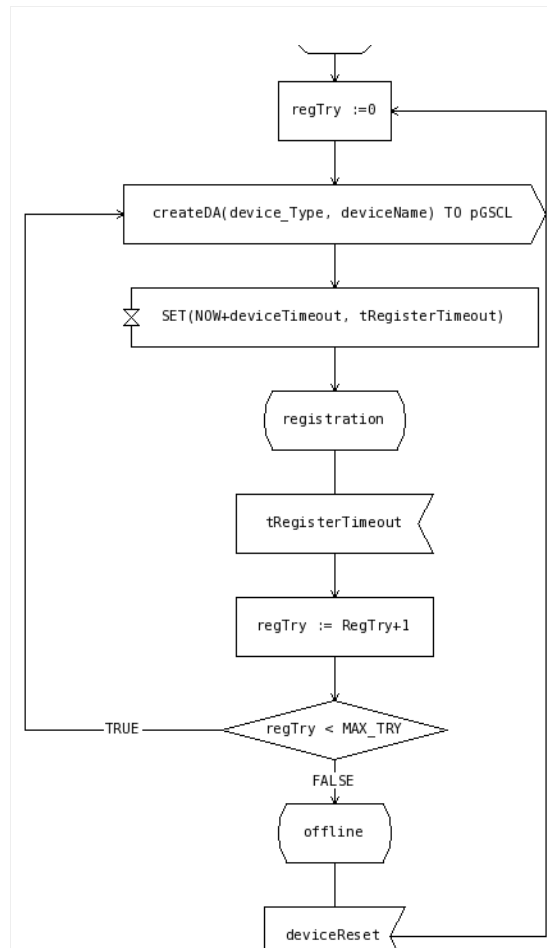 regTry :=0
createDA(device_Type, deviceName) TO pGSCL
SET(NOW+deviceTimeout, tRegisterTimeout)
registration
tRegisterTimeout
regTry := RegTry+1
regTry < MAX_TRY
TRUE
FALSE
offline
deviceReset